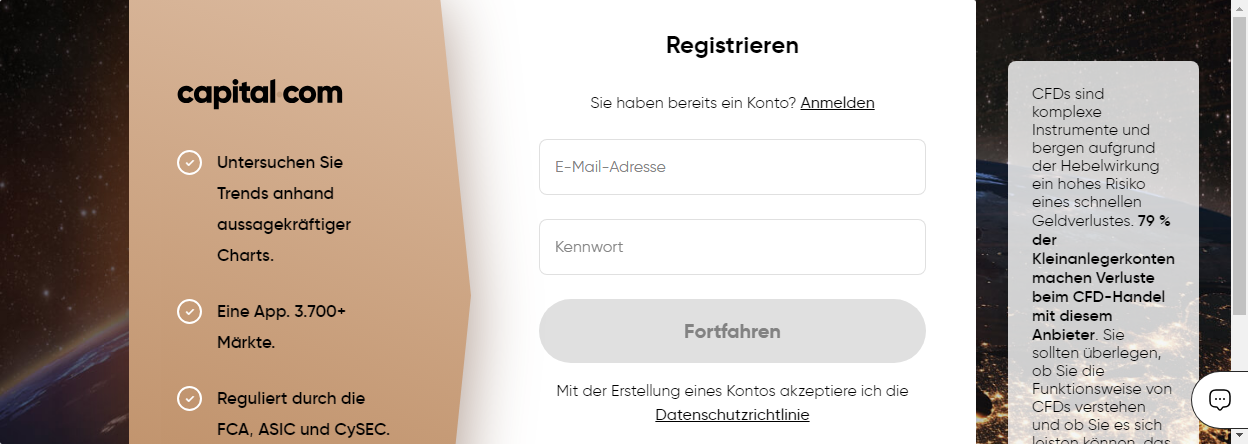 capital com
Untersuchen Sie
Trends anhand
aussagekräftiger
Charts.
Eine App. 3.700+
Märkte.
Reguliert durch die
FCA, ASIC und CySEC.
Registrieren
Sie haben bereits ein Konto? Anmelden
E-Mail-Adresse
Kennwort
Fortfahren
Mit der Erstellung eines Kontos akzeptiere ich die
Datenschutzrichtlinie
CFDs sind
komplexe
Instrumente und
bergen aufgrund
der Hebelwirkung
ein hohes Risiko
eines schnellen
Geldverlustes. 79 %
der
Kleinanlegerkonten
machen Verluste
beim CFD-Handel
mit diesem
Anbieter. Sie
sollten überlegen,
ob Sie die
Funktionsweise von
CFDs verstehen
und ob Sie es sich
leisten können, das